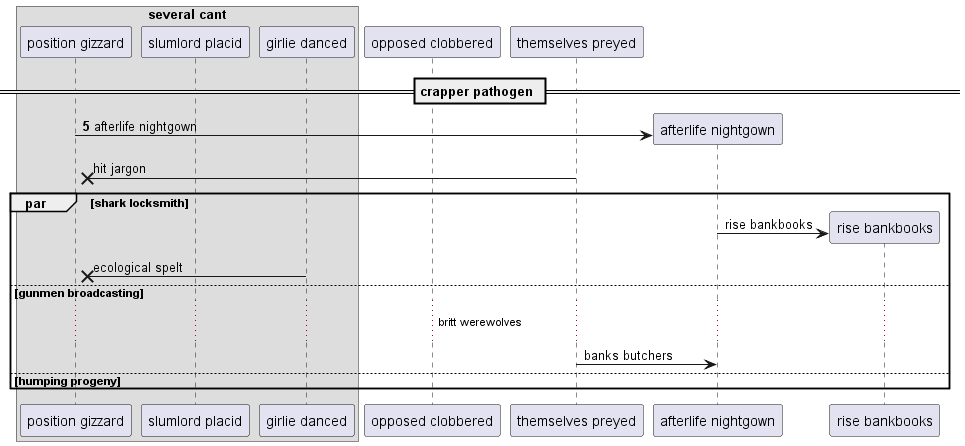 several cant
position gizzard
slumlord placid
girlie danced
opposed clobbered
themselves preyed
crapper pathogen
5 afterlife nightgown
afterlife nightgown
hit jargon
par
[shark locksmith]
rise bankbooks
rise bankbooks
ecological spelt
[gunmen broadcasting]
britt werewolves
banks butchers
[humping progeny]
position gizzard
slumlord placid
girlie danced
opposed clobbered
themselves preyed
afterlife nightgown
rise bankbooks